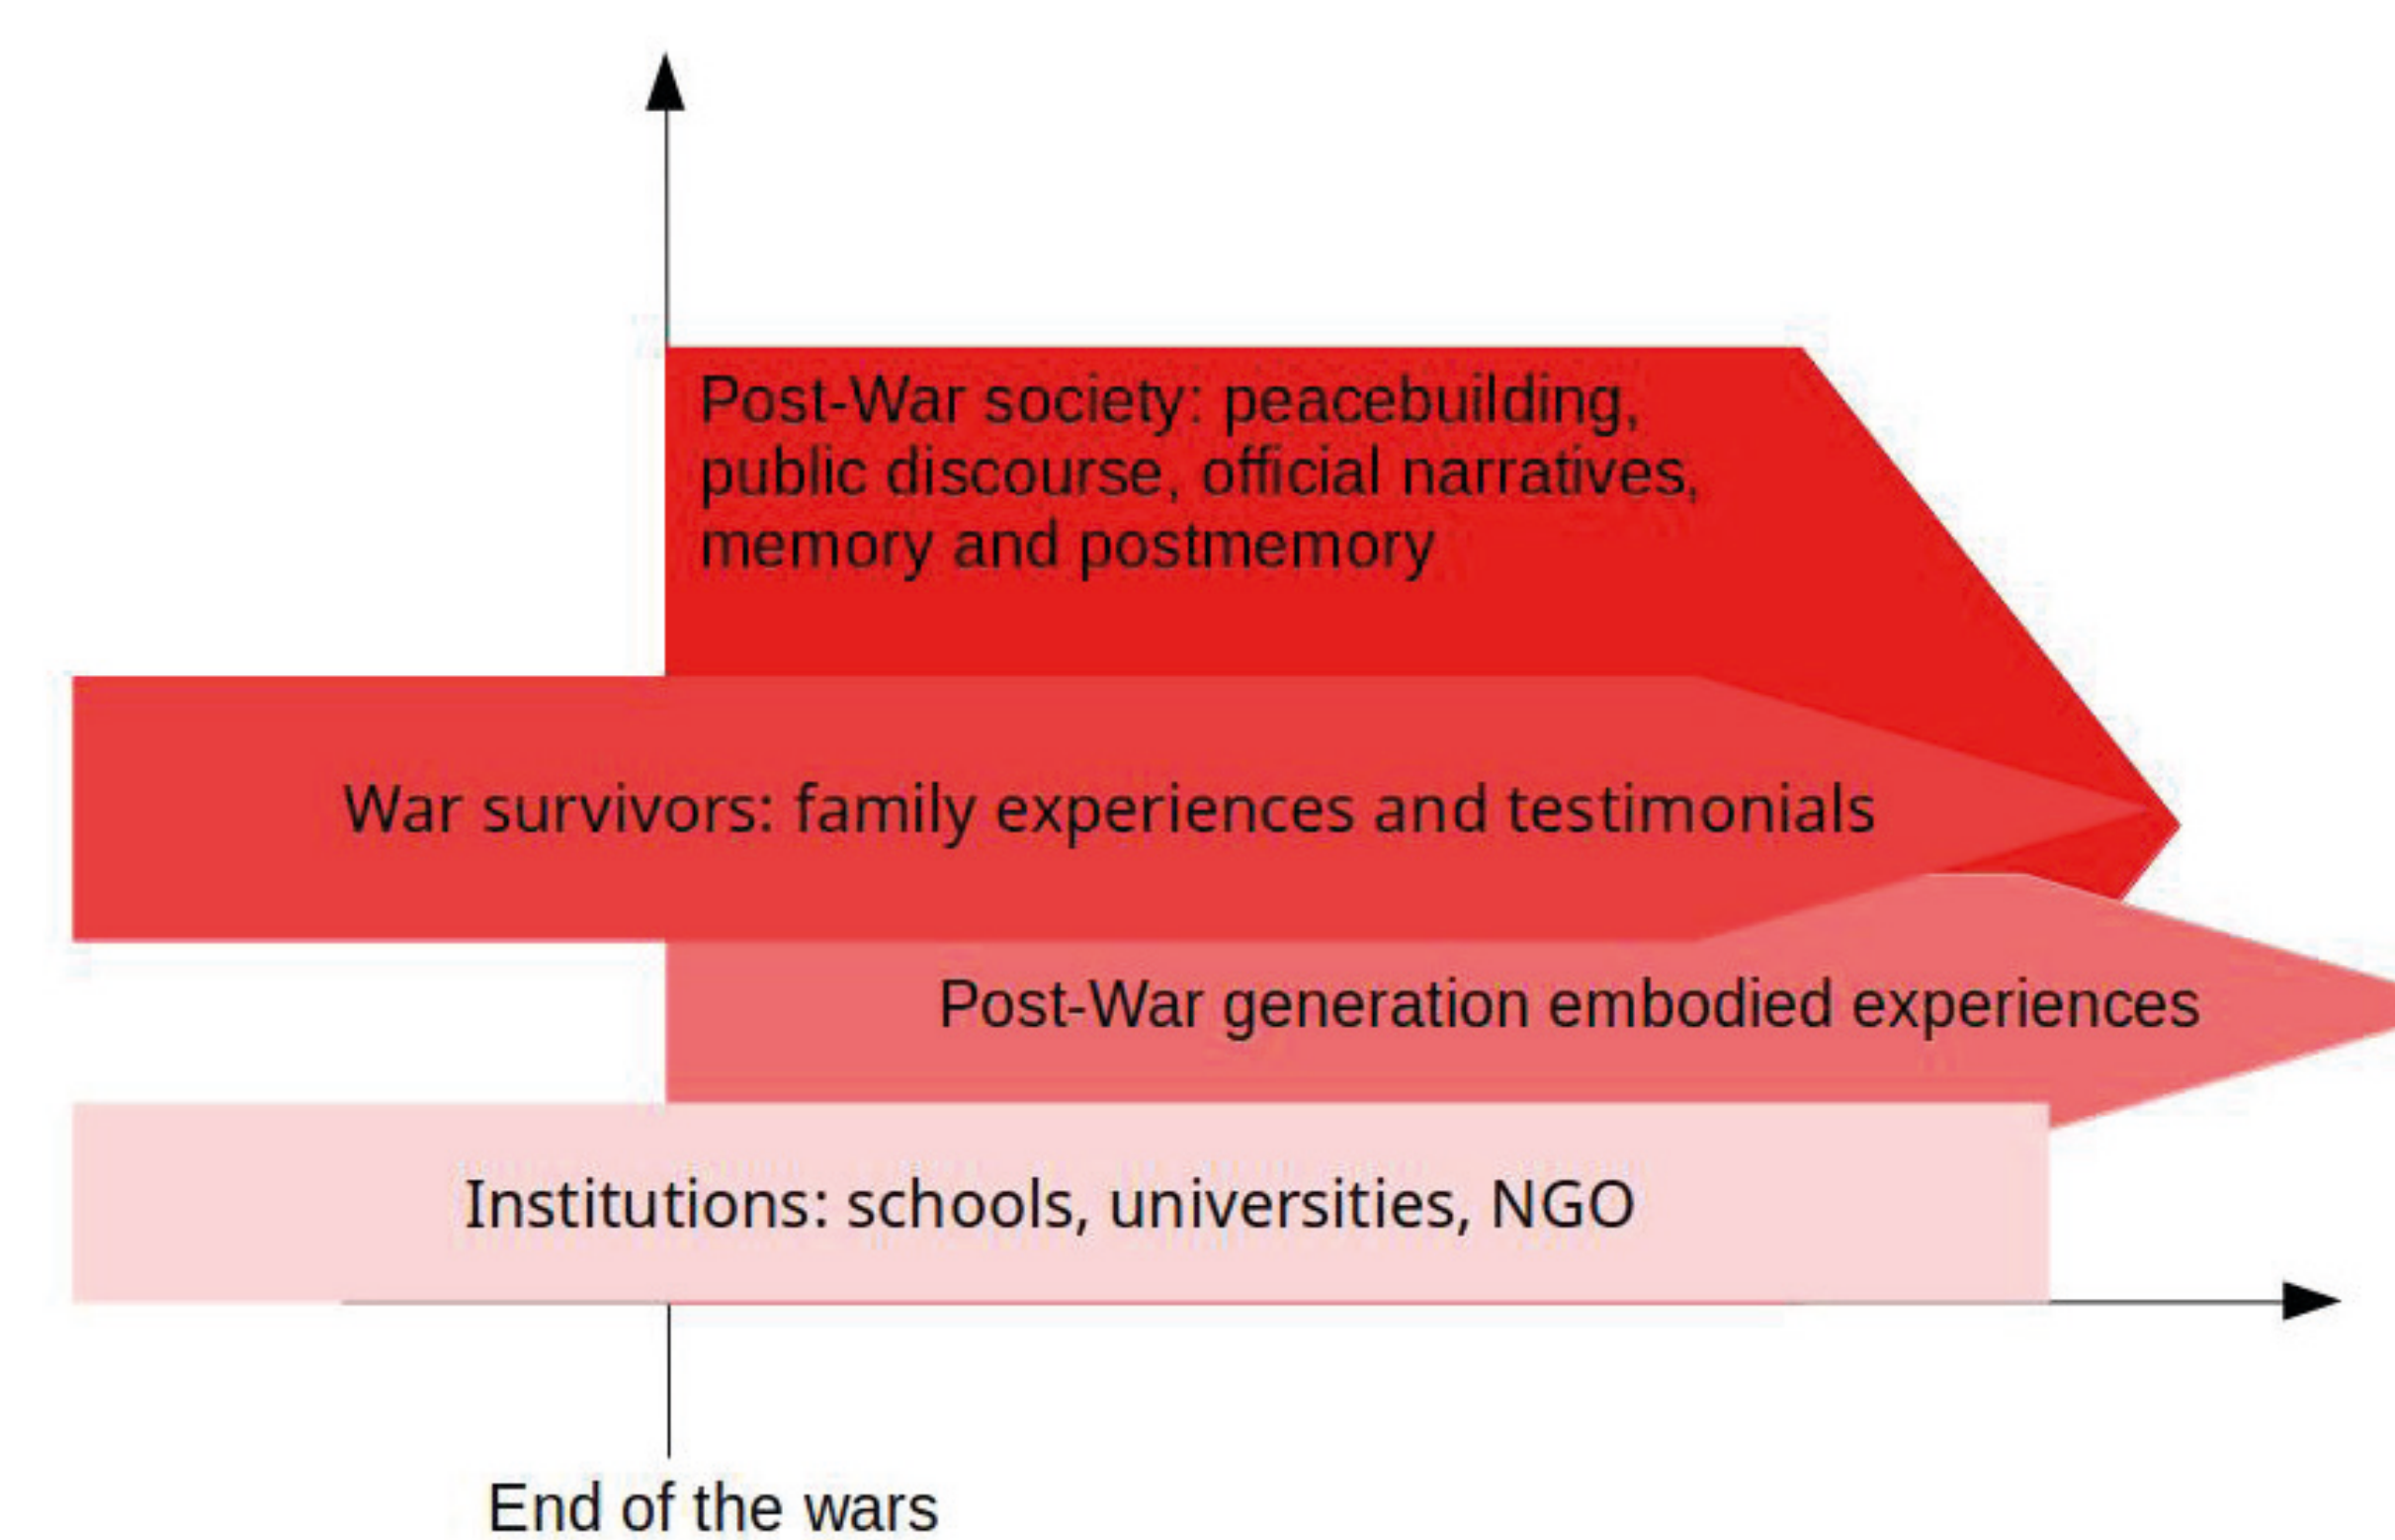 Post-War society: peacebuilding,
public discourse, official narratives,
memory and postmemory
War survivors: family experiences and testimonials
Post-War generation embodied experiences
Institutions: schools, universities, NGO
End of the wars